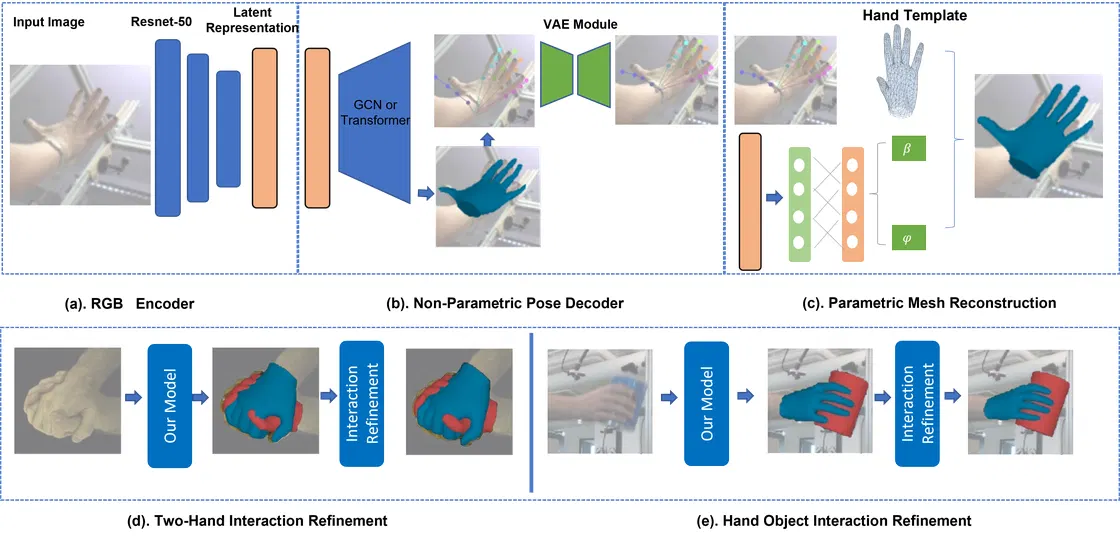 Input Image
Resnet-50
Latent
Representation
GCN or
Transformer
VAE Module
Hand Template
β
φ
(a). RGB Encoder
(b). Non-Parametric Pose Decoder
(c). Parametric Mesh Reconstruction
Our Model
Interaction
Refinement
Our Model
Interaction
Refinement
(d). Two-Hand Interaction Refinement
(e). Hand Object Interaction Refinement